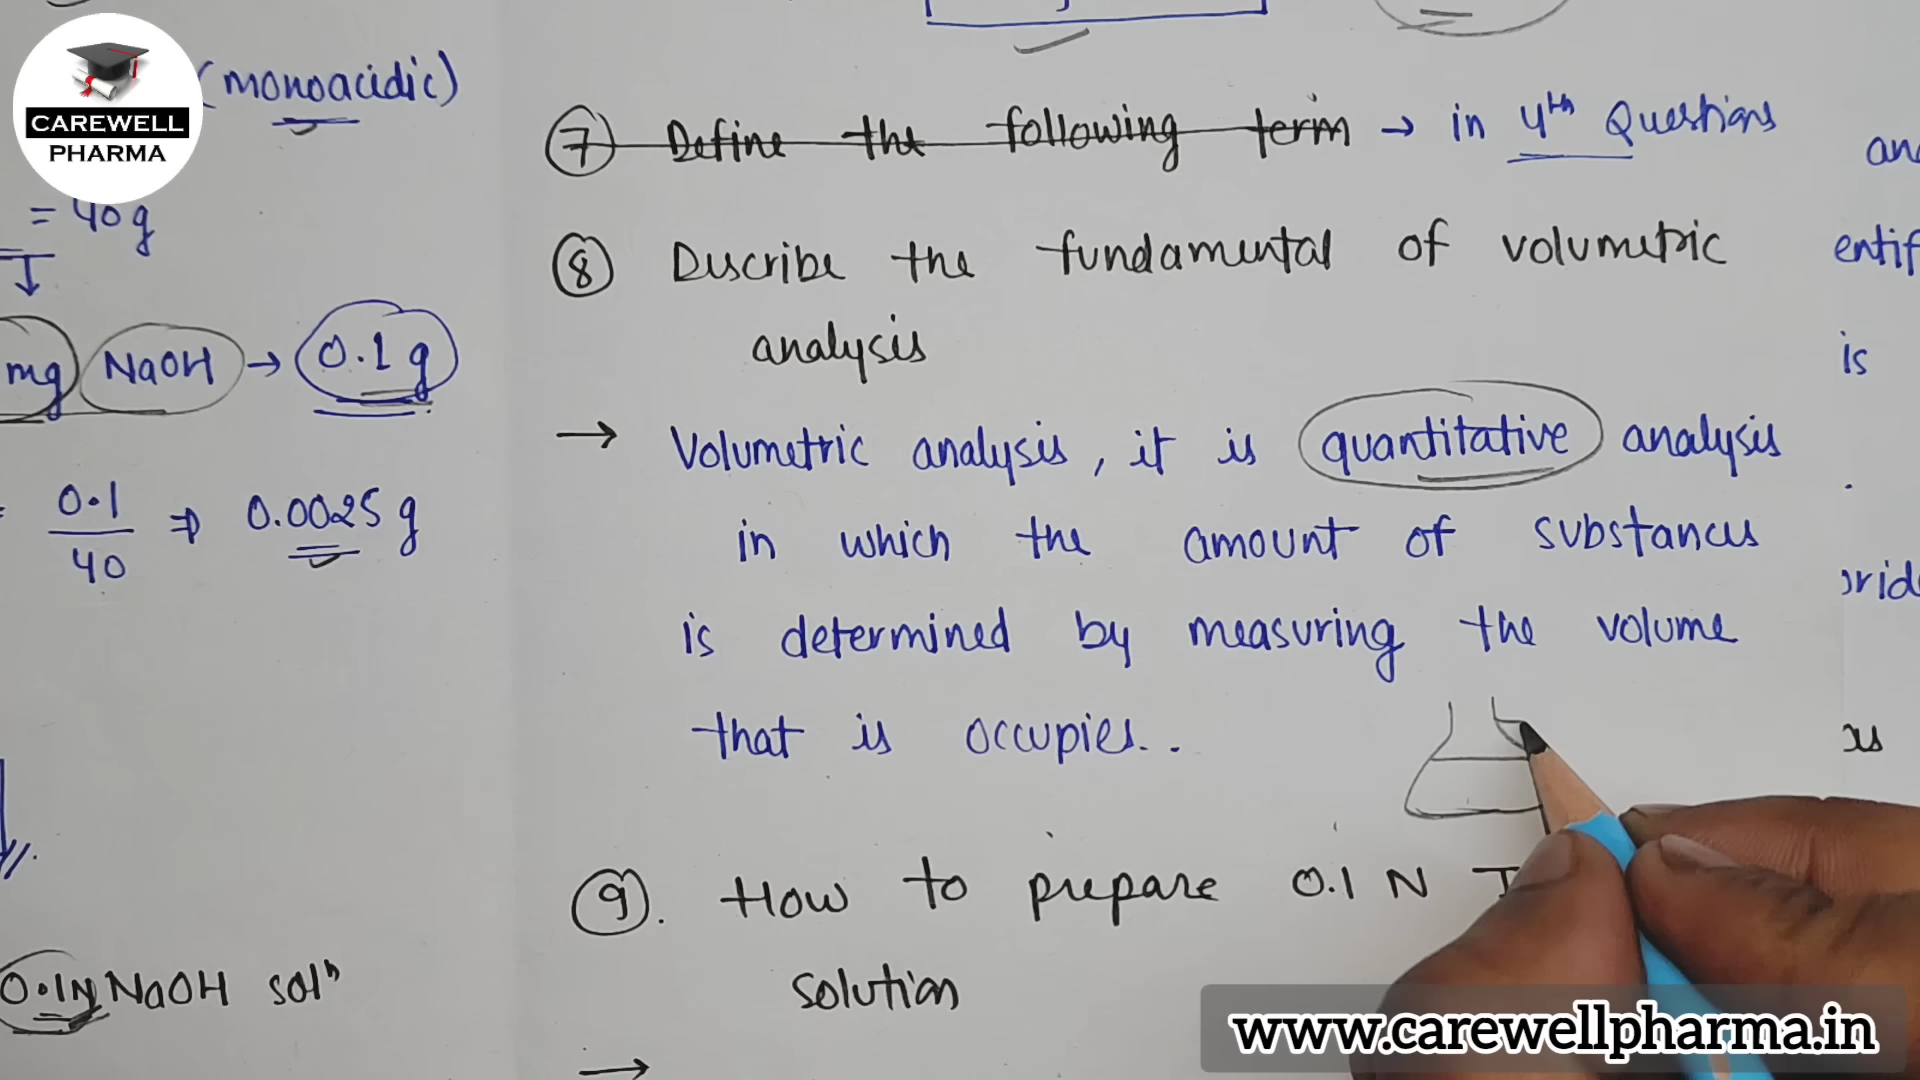 CAREWELL
PHARMA
(monoacidic)
= 40 g
mg NaOH → 0.1 g
0.1
40
⇒ 0.0025 g
0.1N NaOH solⁿ
⑦ Define the following term → in 4th Questions
⑧ Describe the fundamental of volumetric
analysis
→ Volumetric analysis, it is quantitative analysis
in which the amount of substances
is determined by measuring the volume
that is occupies..
⑨. How to prepare 0.1 N
solution
→
is
www.carewellpharma.in